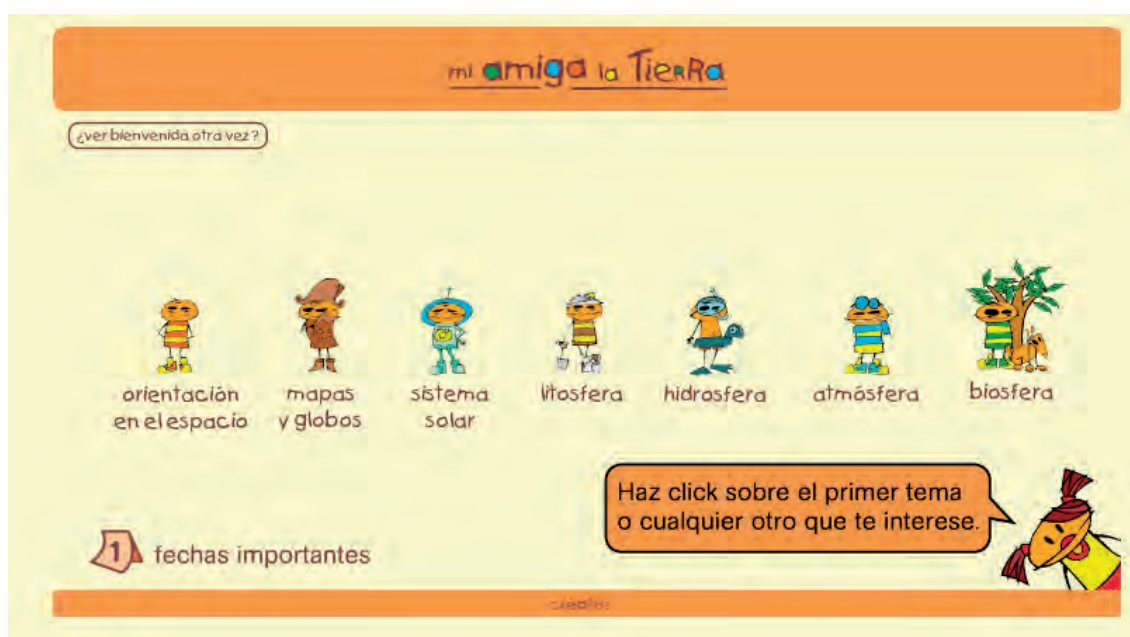 mi amiga la Tierra
¿ver bienvenida otra vez?
orientación
en el espacio
mapas
y globos
sistema
solar
litosfera
hidrosfera
atmósfera
biosfera
Haz click sobre el primer tema
o cualquier otro que te interese.
1 fechas importantes